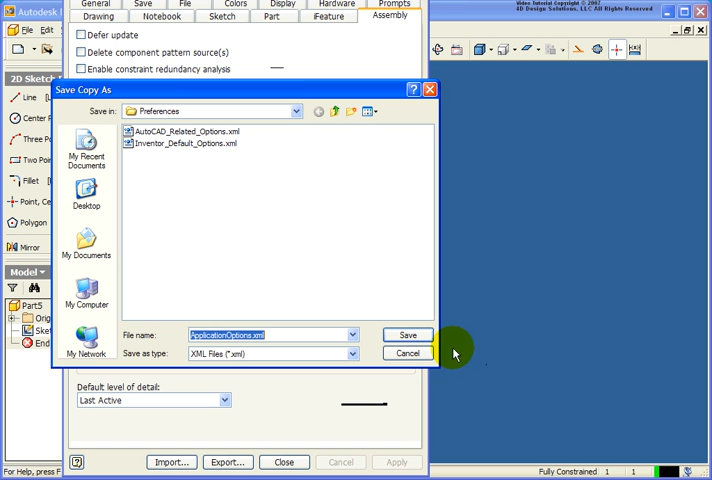 Autodesk
Video Tutorial Copyright © 2007
4D Design Solutions, LLC All Rights Reserved
General
Save
File
Colors
Display
Hardware
Prompts
Drawing
Notebook
Sketch
Part
iFeature
Assembly
File
Defer update
Delete component pattern source(s)
Enable constraint redundancy analysis
2D Sketch
Line
Center
Three Po
Two Poin
Fillet
Point, Ce
Polygon
Mirror
Model
Part5
Orig
Sket
End
Save Copy As
Save in:
Preferences
AutoCAD_Related_Options.xml
Inventor_Default_Options.xml
My Recent
Documents
Desktop
My Documents
My Computer
My Network
File name:
ApplicationOptions.xml
Save
Save as type:
XML Files (*.xml)
Cancel
Default level of detail:
Last Active
Import...
Export...
Close
Cancel
Apply
For Help, press F
Fully Constrained
1
1